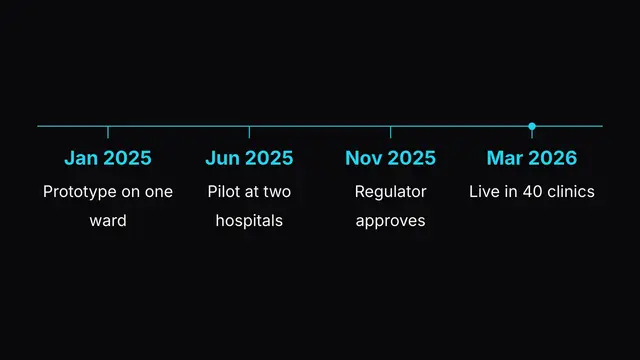 Jan 2025
Prototype on one
ward
Jun 2025
Pilot at two
hospitals
Nov 2025
Regulator
approves
Mar 2026
Live in 40 clinics